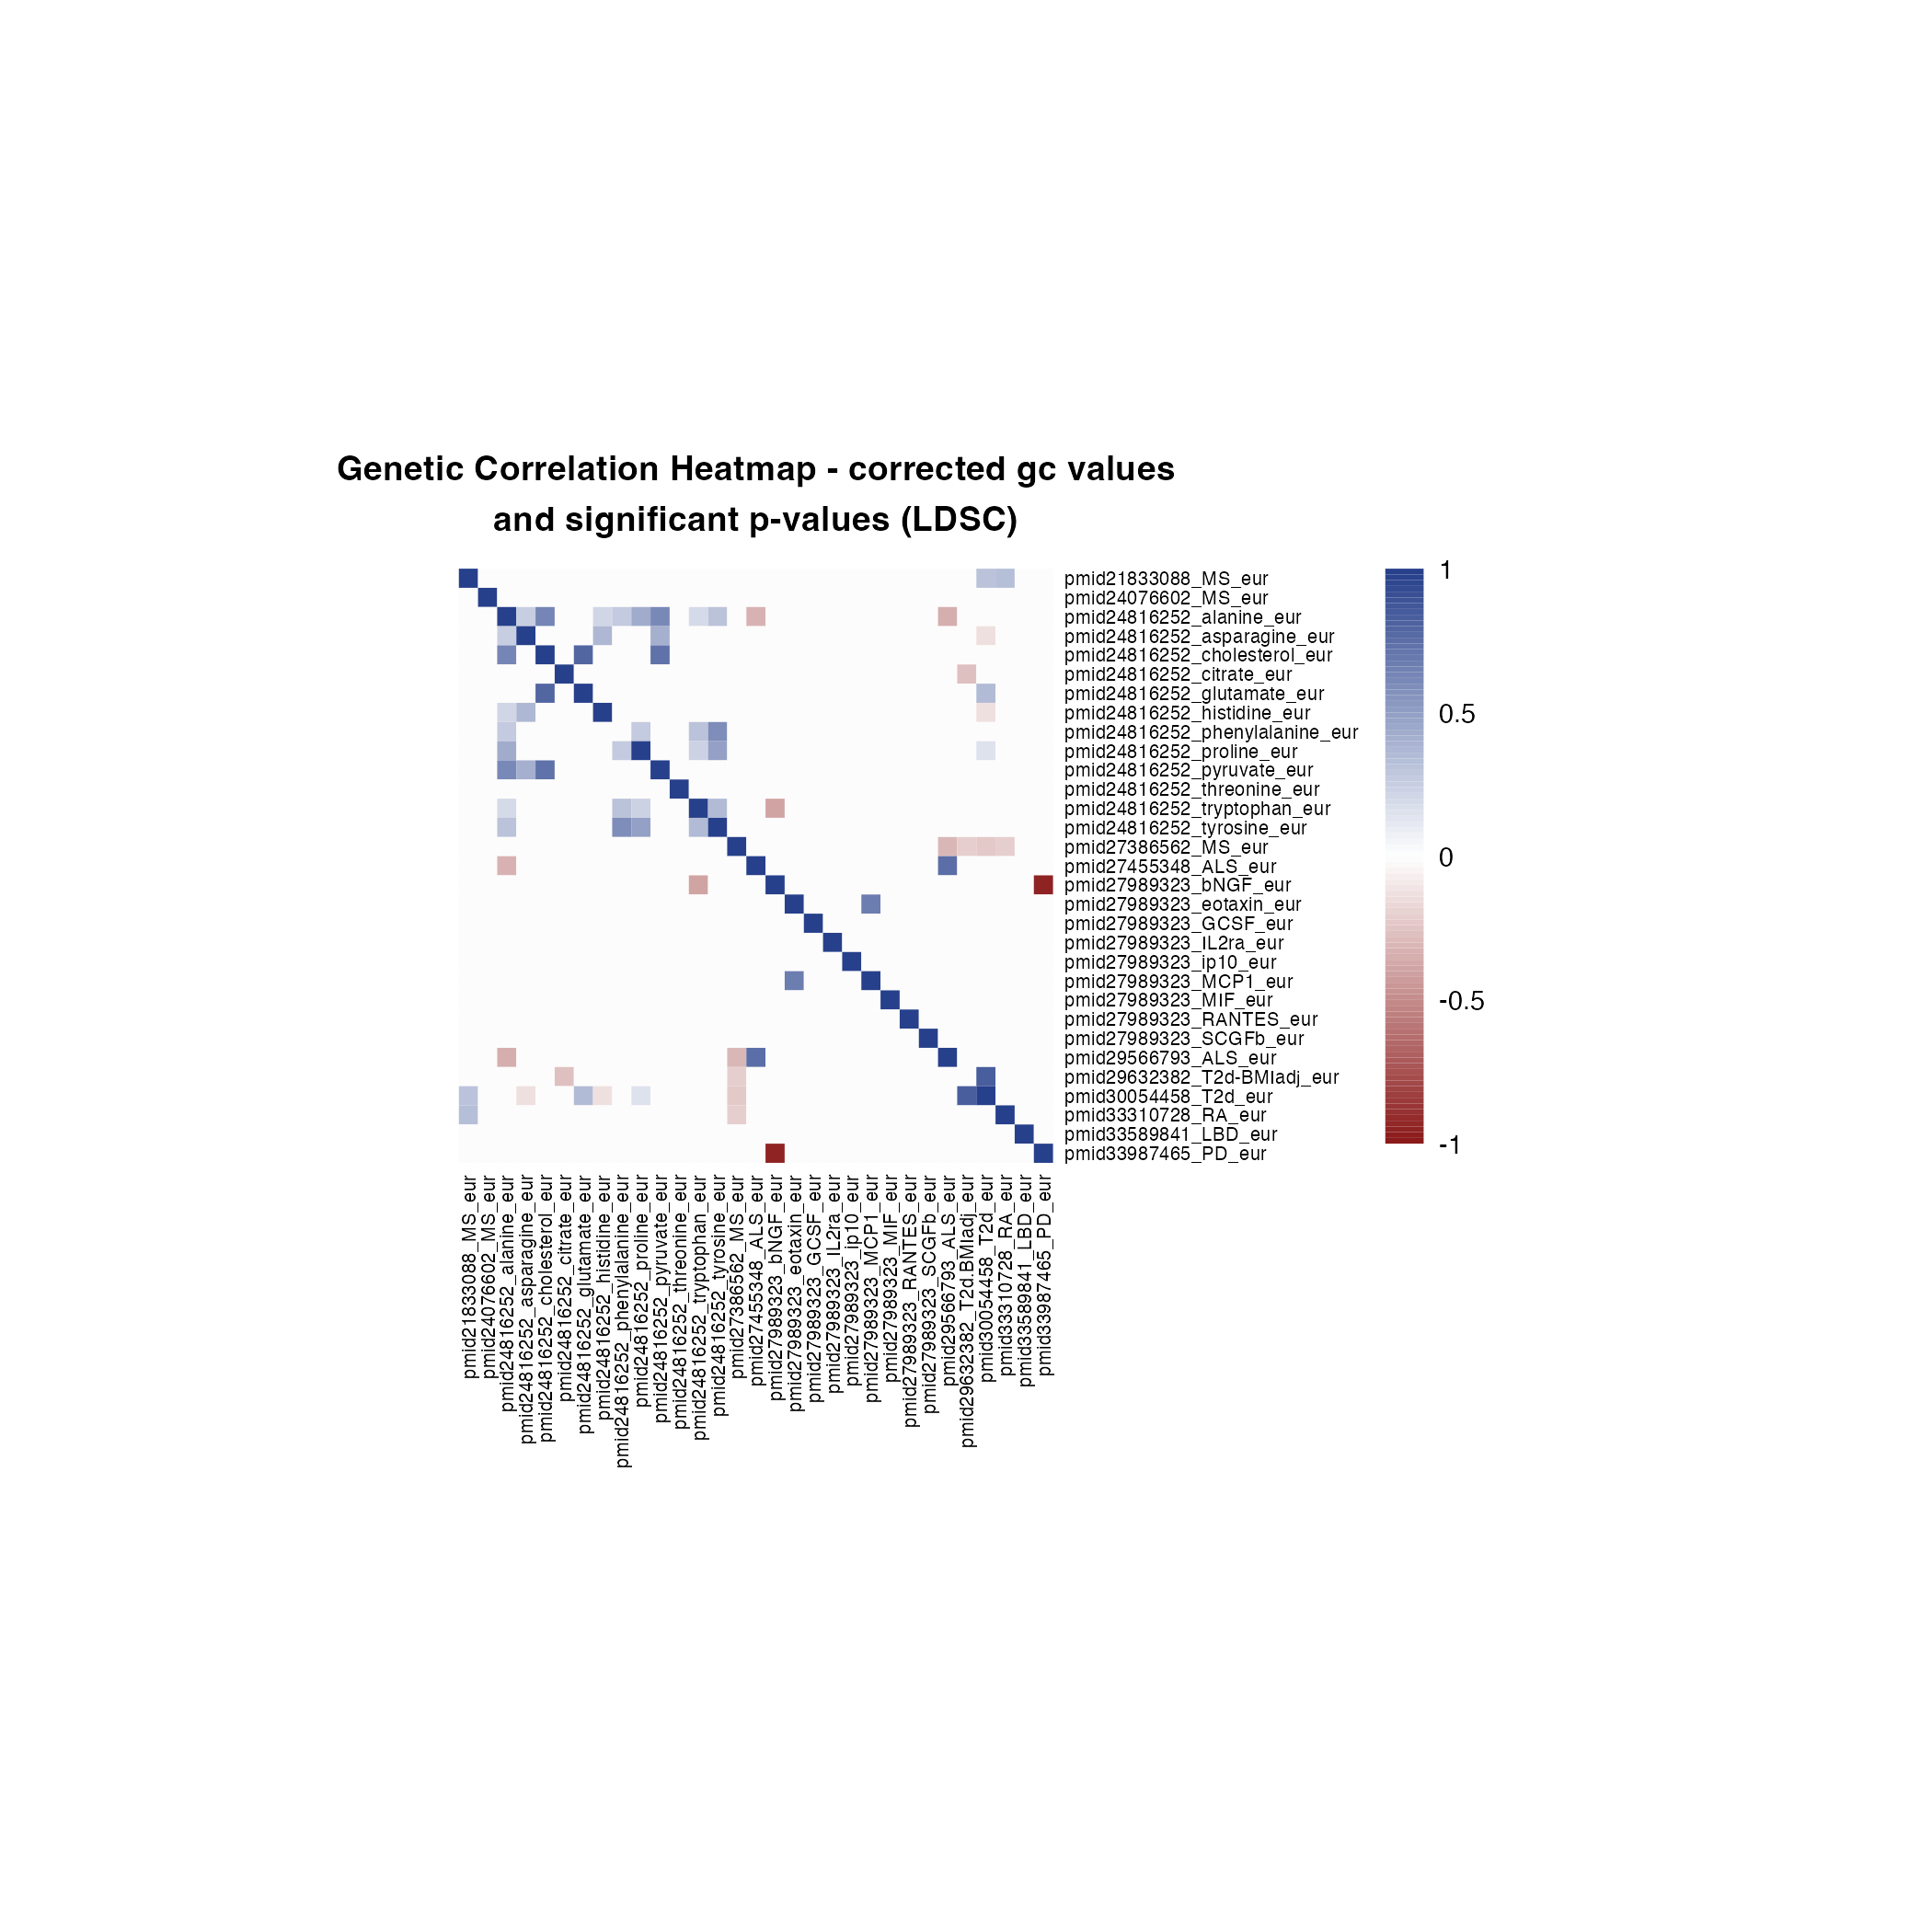 Genetic Correlation Heatmap - corrected gc values
and significant p-values (LDSC)
pmid21833088_MS_eur
pmid24076602_MS_eur
pmid24816252_alanine_eur
pmid24816252_asparagine_eur
pmid24816252_cholesterol_eur
pmid24816252_citrate_eur
pmid24816252_glutamate_eur
pmid24816252_histidine_eur
pmid24816252_phenylalanine_eur
pmid24816252_proline_eur
pmid24816252_pyruvate_eur
pmid24816252_threonine_eur
pmid24816252_tryptophan_eur
pmid24816252_tyrosine_eur
pmid27386562_MS_eur
pmid27455348_ALS_eur
pmid27989323_bNGF_eur
pmid27989323_eotaxin_eur
pmid27989323_GCSF_eur
pmid27989323_IL2ra_eur
pmid27989323_ip10_eur
pmid27989323_MCP1_eur
pmid27989323_MIF_eur
pmid27989323_RANTES_eur
pmid27989323_SCGFb_eur
pmid29566793_ALS_eur
pmid29632382_T2d-BMIadj_eur
pmid30054458_T2d_eur
pmid33310728_RA_eur
pmid33589841_LBD_eur
pmid33987465_PD_eur
1
0.5
0
-0.5
-1
pmid21833088_MS_eur
pmid24076602_MS_eur
pmid24816252_alanine_eur
pmid24816252_asparagine_eur
pmid24816252_cholesterol_eur
pmid24816252_citrate_eur
pmid24816252_glutamate_eur
pmid24816252_histidine_eur
pmid24816252_phenylalanine_eur
pmid24816252_proline_eur
pmid24816252_pyruvate_eur
pmid24816252_threonine_eur
pmid24816252_tryptophan_eur
pmid24816252_tyrosine_eur
pmid27386562_MS_eur
pmid27455348_ALS_eur
pmid27989323_bNGF_eur
pmid27989323_eotaxin_eur
pmid27989323_GCSF_eur
pmid27989323_IL2ra_eur
pmid27989323_ip10_eur
pmid27989323_MCP1_eur
pmid27989323_MIF_eur
pmid27989323_RANTES_eur
pmid27989323_SCGFb_eur
pmid29566793_ALS_eur
pmid29632382_T2d.BMIadj_eur
pmid30054458_T2d_eur
pmid33310728_RA_eur
pmid33589841_LBD_eur
pmid33987465_PD_eur